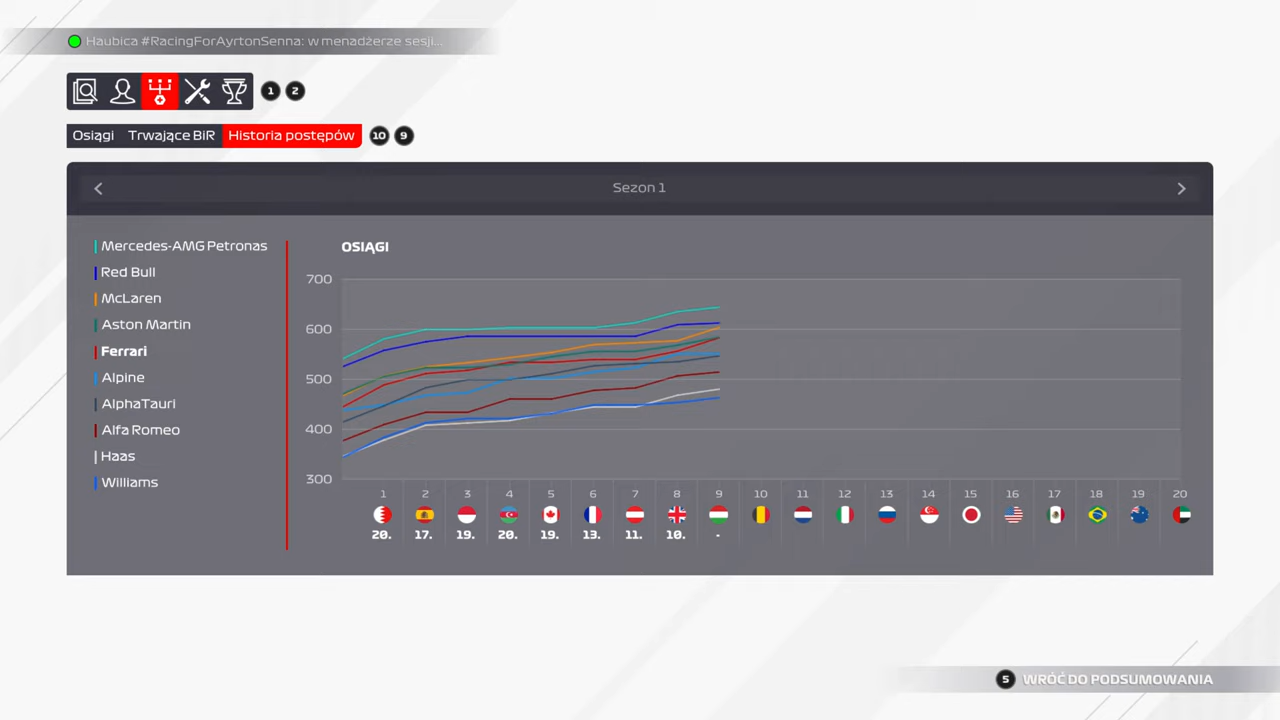 Haubica #RacingForAyrtonSenna: w menadżerze sesji...
1 2
Osiągi Trwające BiR Historia postępów 10 9
Sezon 1
Mercedes-AMG Petronas
Red Bull
McLaren
Aston Martin
Ferrari
Alpine
AlphaTauri
Alfa Romeo
Haas
Williams
OSIĄGI
700
600
500
400
300
1 2 3 4 5 6 7 8 9 10 11 12 13 14 15 16 17 18 19 20
20. 17. 19. 20. 19. 13. 11. 10. -
5 WRÓĆ DO PODSUMOWANIA